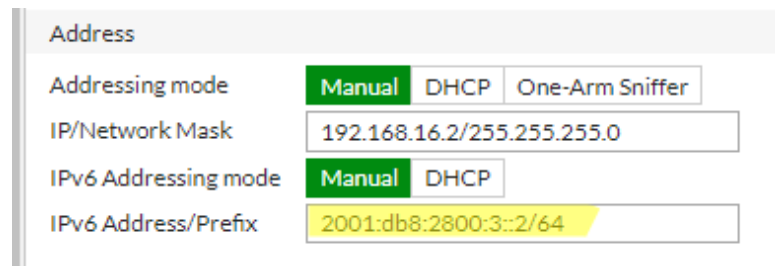 Address
Addressing mode Manual DHCP One-Arm Sniffer
IP/Network Mask 192.168.16.2/255.255.255.0
IPv6 Addressing mode Manual DHCP
IPv6 Address/Prefix 2001:db8:2800:3::2/64